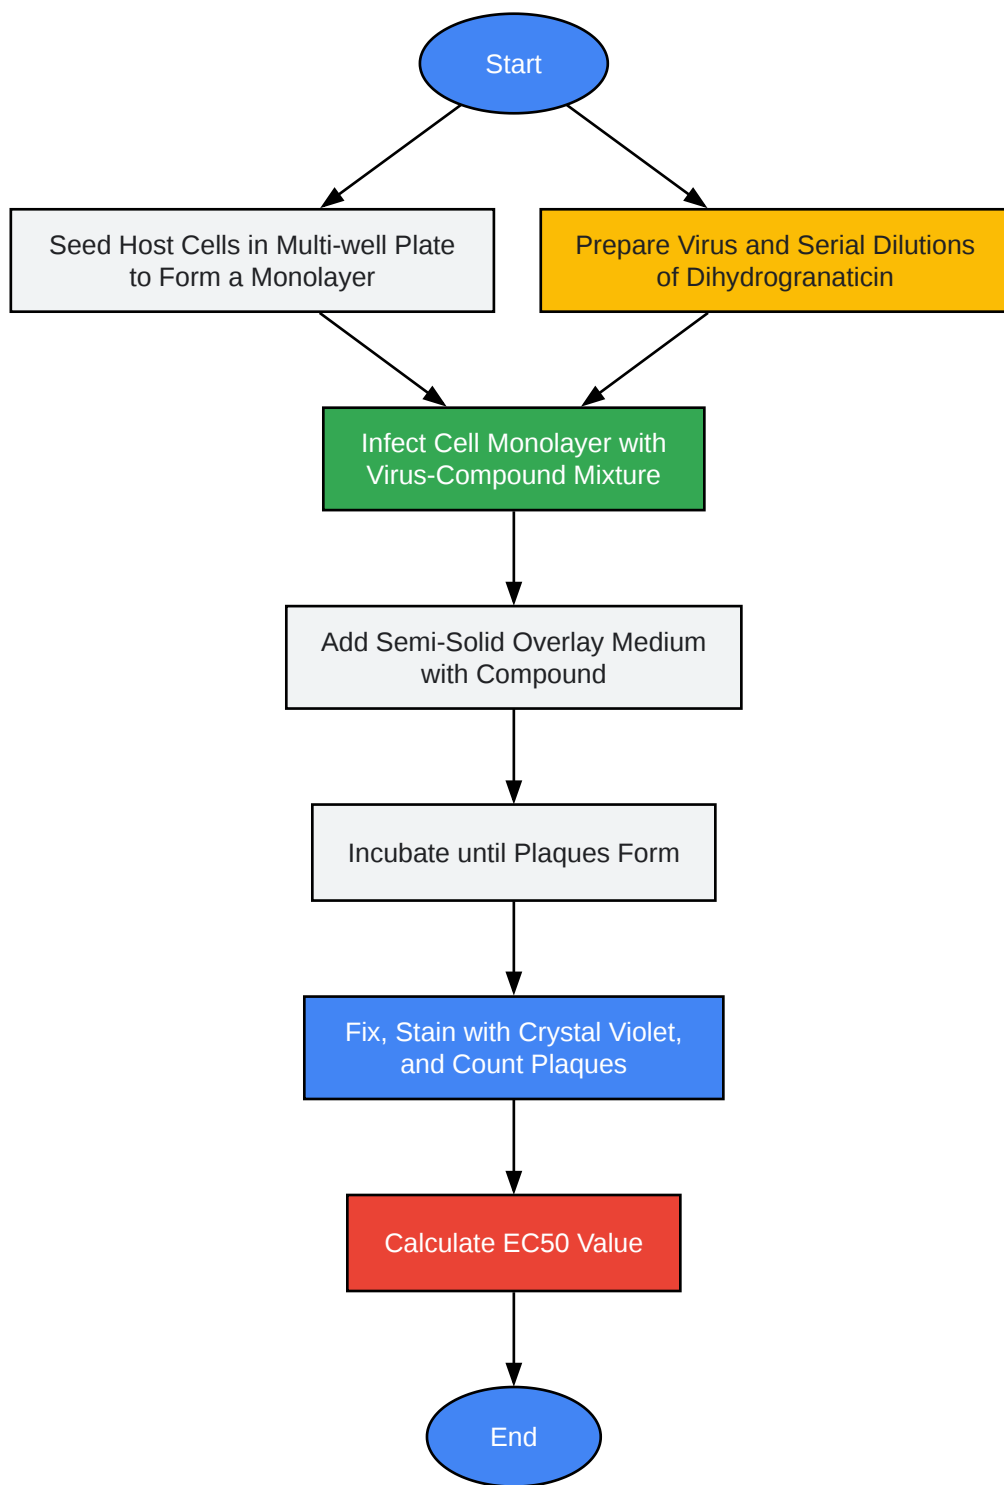 Start
Seed Host Cells in Multi-well Plate
to Form a Monolayer
Prepare Virus and Serial Dilutions
of Dihydrogranaticin
Infect Cell Monolayer with
Virus-Compound Mixture
Add Semi-Solid Overlay Medium
with Compound
Incubate until Plaques Form
Fix, Stain with Crystal Violet,
and Count Plaques
Calculate EC50 Value
End